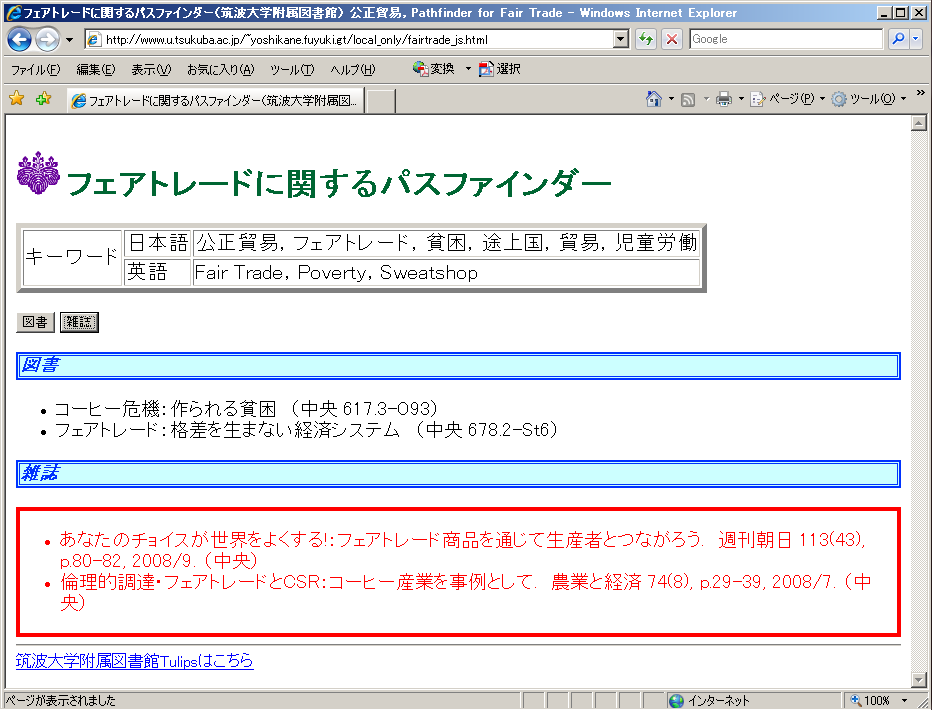 フェアトレードに関するパスファインダー(筑波大学附属図書館) 公正貿易, Pathfinder for Fair Trade - Windows Internet Explorer
http://www.u.tsukuba.ac.jp/~yoshikane.fuyuki.gt/local_only/fairtrade_js.html
Google
ファイル(F) 編集(E) 表示(V) お気に入り(A) ツール(T) ヘルプ(H) 変換 選択
フェアトレードに関するパスファインダー(筑波大学附属図... ページ(P) ツール(O) »
フェアトレードに関するパスファインダー
キーワード
日本語 公正貿易, フェアトレード, 貧困, 途上国, 貿易, 児童労働
英語 Fair Trade, Poverty, Sweatshop
図書 雑誌
図書
• コーヒー危機:作られる貧困 (中央 617.3-O93)
• フェアトレード:格差を生まない経済システム (中央 678.2-St6)
雑誌
• あなたのチョイスが世界をよくする!:フェアトレード商品を通じて生産者とつながろう. 週刊朝日 113(43),
p.80-82, 2008/9. (中央)
• 倫理的調達・フェアトレードとCSR:コーヒー産業を事例として. 農業と経済 74(8), p.29-39, 2008/7. (中
央)
筑波大学附属図書館Tulipsはこちら
ページが表示されました インターネット 100%